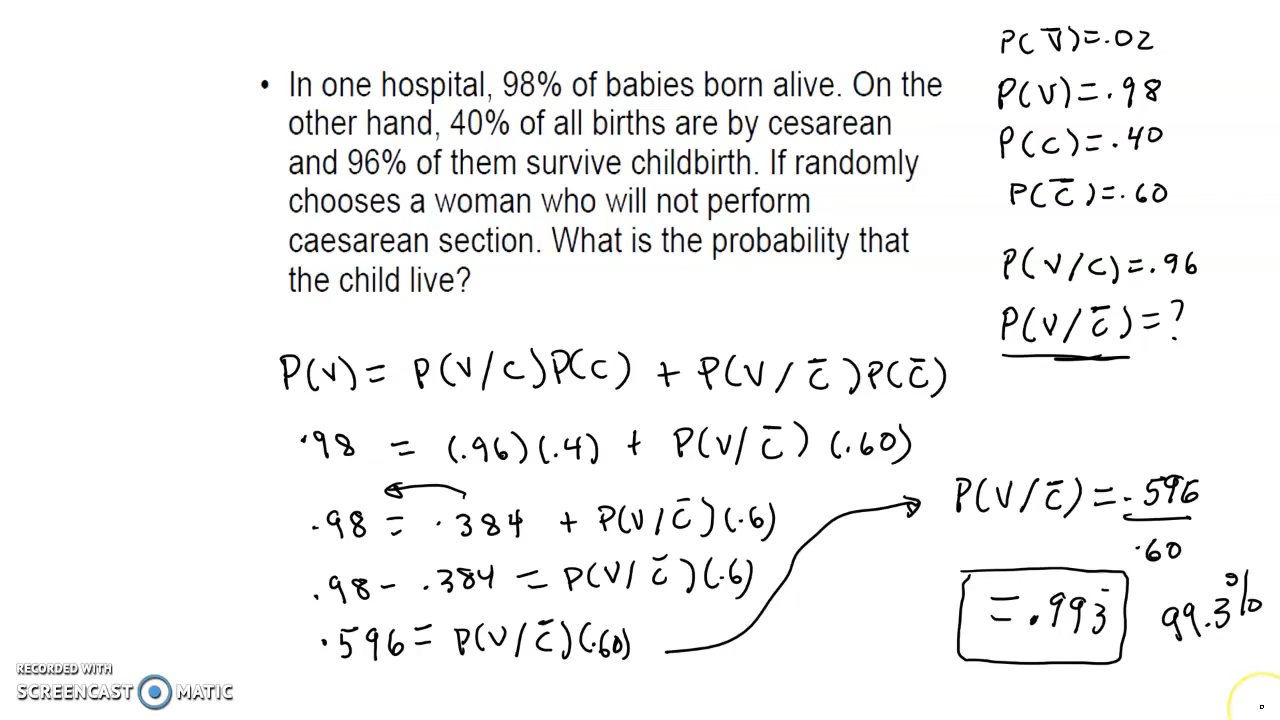 • In one hospital, 98% of babies born alive. On the
other hand, 40% of all births are by cesarean
and 96% of them survive childbirth. If randomly
chooses a woman who will not perform
caesarean section. What is the probability that
the child live?
P(V̄)=.02
P(V)=.98
P(C)=.40
P(C̄)=.60
P(V/C)=.96
P(V/C̄)=?
P(V)= P(V/C)P(C) + P(V/C̄)P(C̄)
.98 = (.96)(.4) + P(V/C̄)(.60)
.98 = .384 + P(V/C̄)(.6)
.98 - .384 = P(V/C̄)(.6)
.596 = P(V/C̄)(.60)
P(V/C̄) = .596
.60
= .993̄ 99.3%
RECORDED WITH
SCREENCAST MATIC